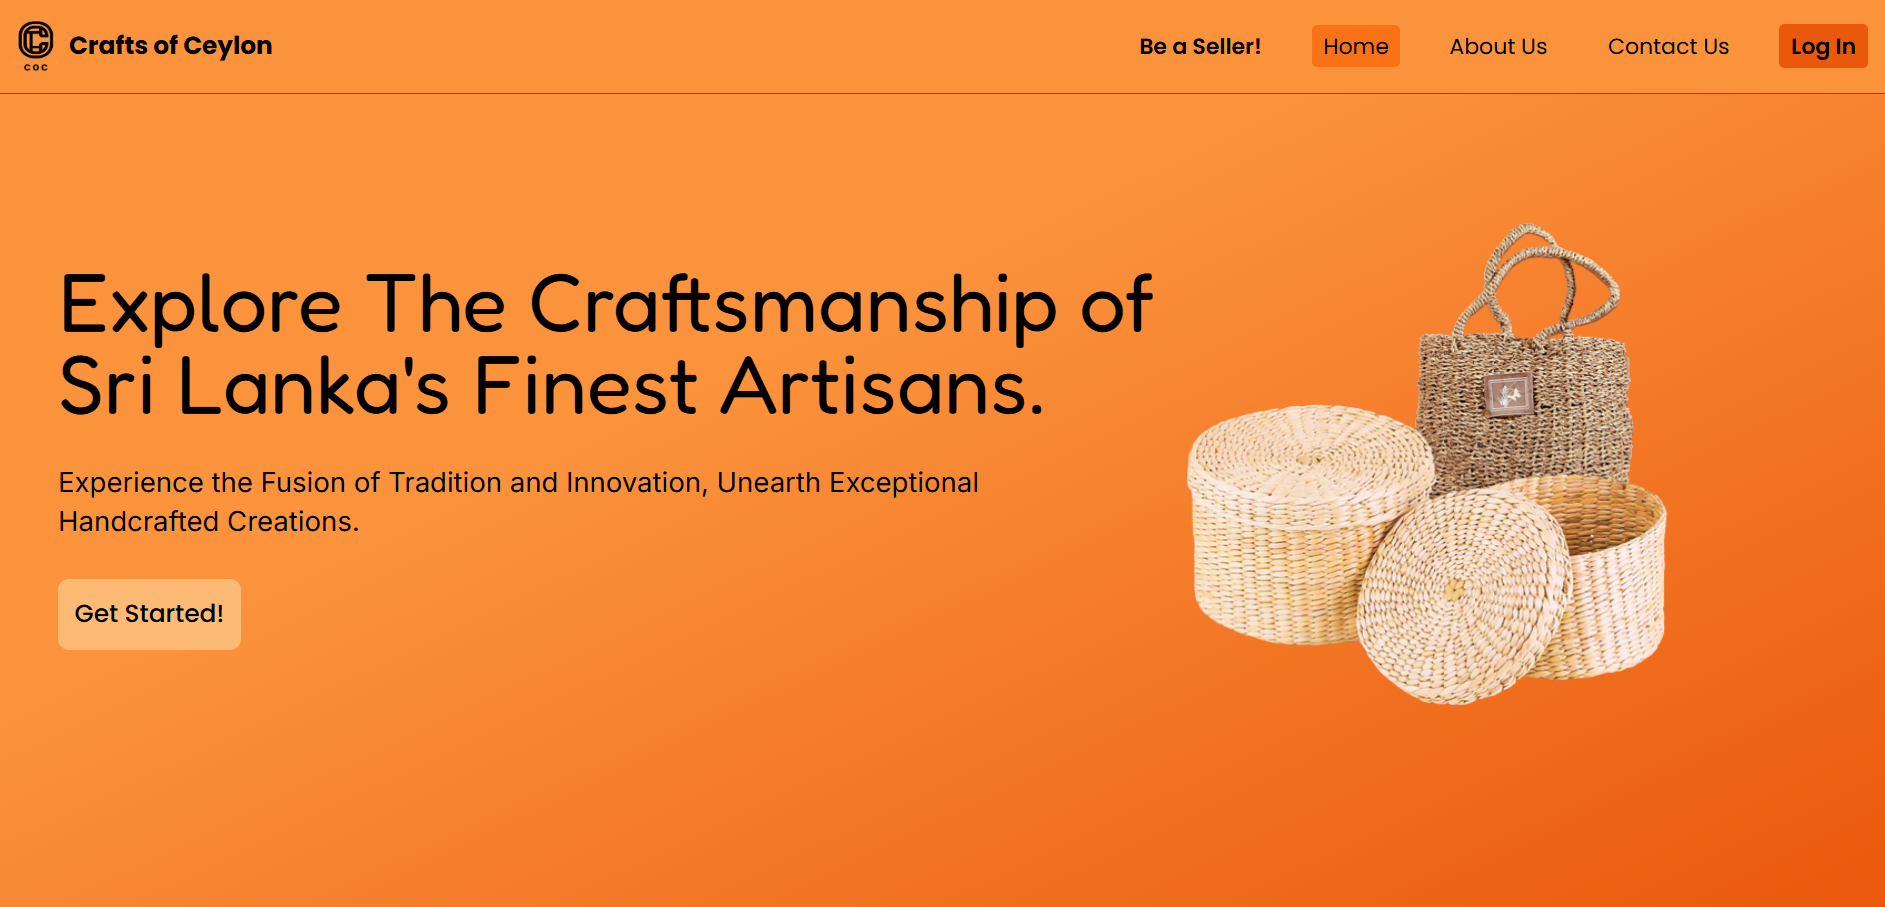 COC
Crafts of Ceylon
Be a Seller!
Home
About Us
Contact Us
Log In
Explore The Craftsmanship of
Sri Lanka's Finest Artisans.
Experience the Fusion of Tradition and Innovation, Unearth Exceptional
Handcrafted Creations.
Get Started!